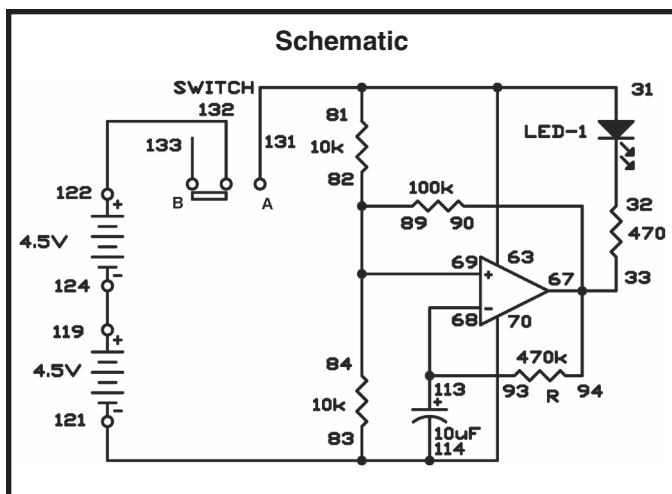 Schematic
SWITCH
132
133
131
B
A
122
+
4.5V
-
124
119
+
4.5V
-
121
81
10k
82
100k
89 90
69
+
63
67
-
68
70
84
10k
83
113
+
10uF
114
470k
93
R
94
31
LED-1
32
470
33